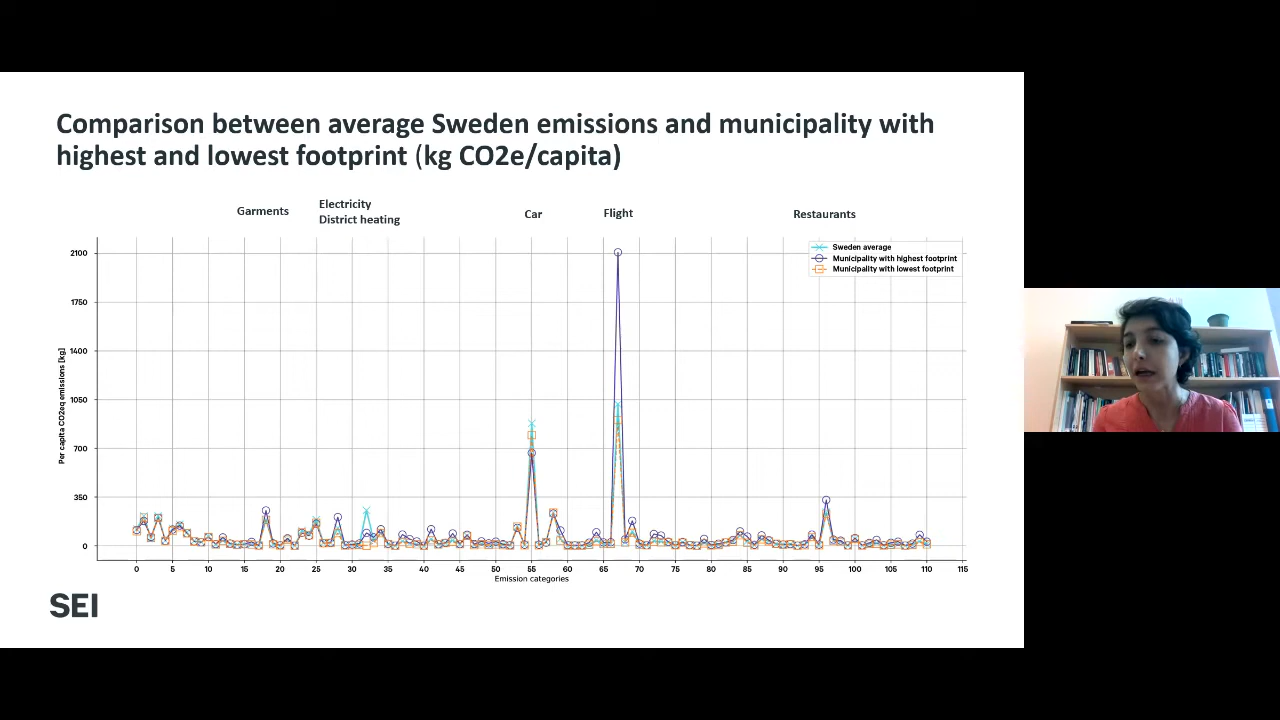 Comparison between average Sweden emissions and municipality with
highest and lowest footprint (kg CO2e/capita)
Garments
Electricity
District heating
Car
Flight
Restaurants
Sweden average
Municipality with highest footprint
Municipality with lowest footprint
2100
1750
1400
1050
700
350
0
Per capita CO2eq emissions [kg]
0 5 10 15 20 25 30 35 40 45 50 55 60 65 70 75 80 85 90 95 100 105 110 115
Emission categories
SEI